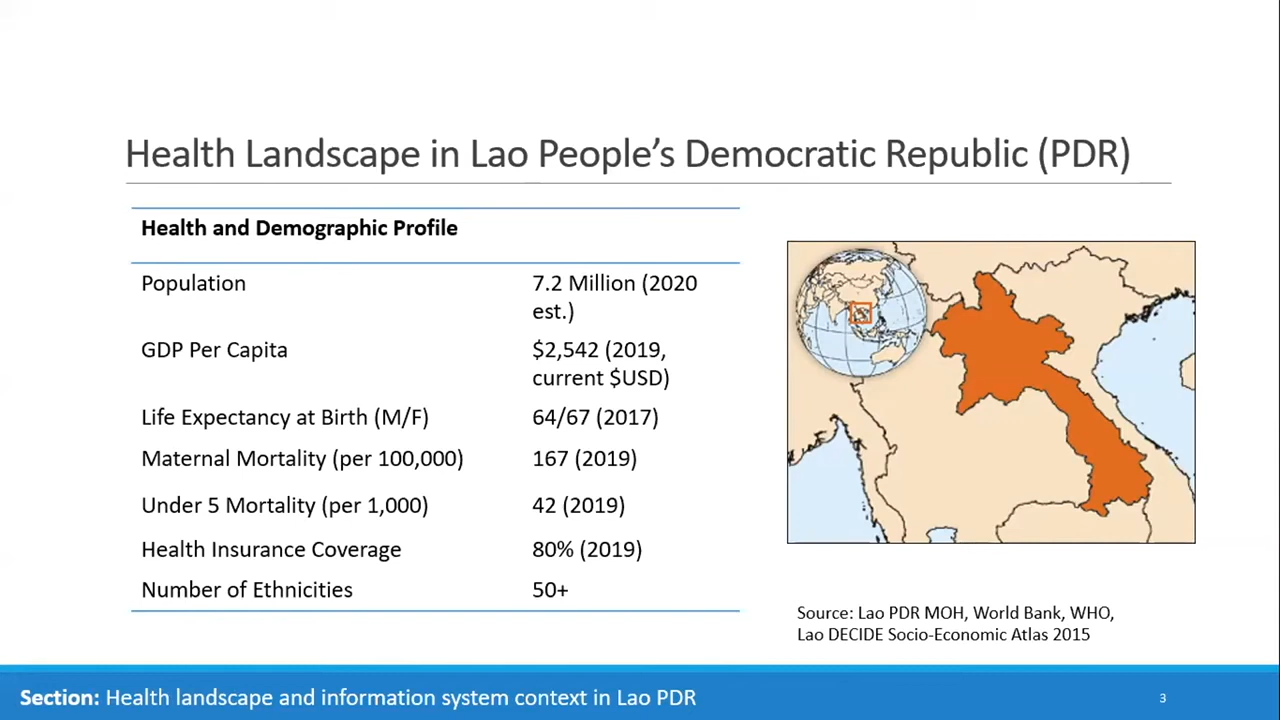 Health Landscape in Lao People’s Democratic Republic (PDR)
Health and Demographic Profile
Population 7.2 Million (2020
est.)
GDP Per Capita $2,542 (2019,
current $USD)
Life Expectancy at Birth (M/F) 64/67 (2017)
Maternal Mortality (per 100,000) 167 (2019)
Under 5 Mortality (per 1,000) 42 (2019)
Health Insurance Coverage 80% (2019)
Number of Ethnicities 50+
Source: Lao PDR MOH, World Bank, WHO,
Lao DECIDE Socio-Economic Atlas 2015
Section: Health landscape and information system context in Lao PDR 3